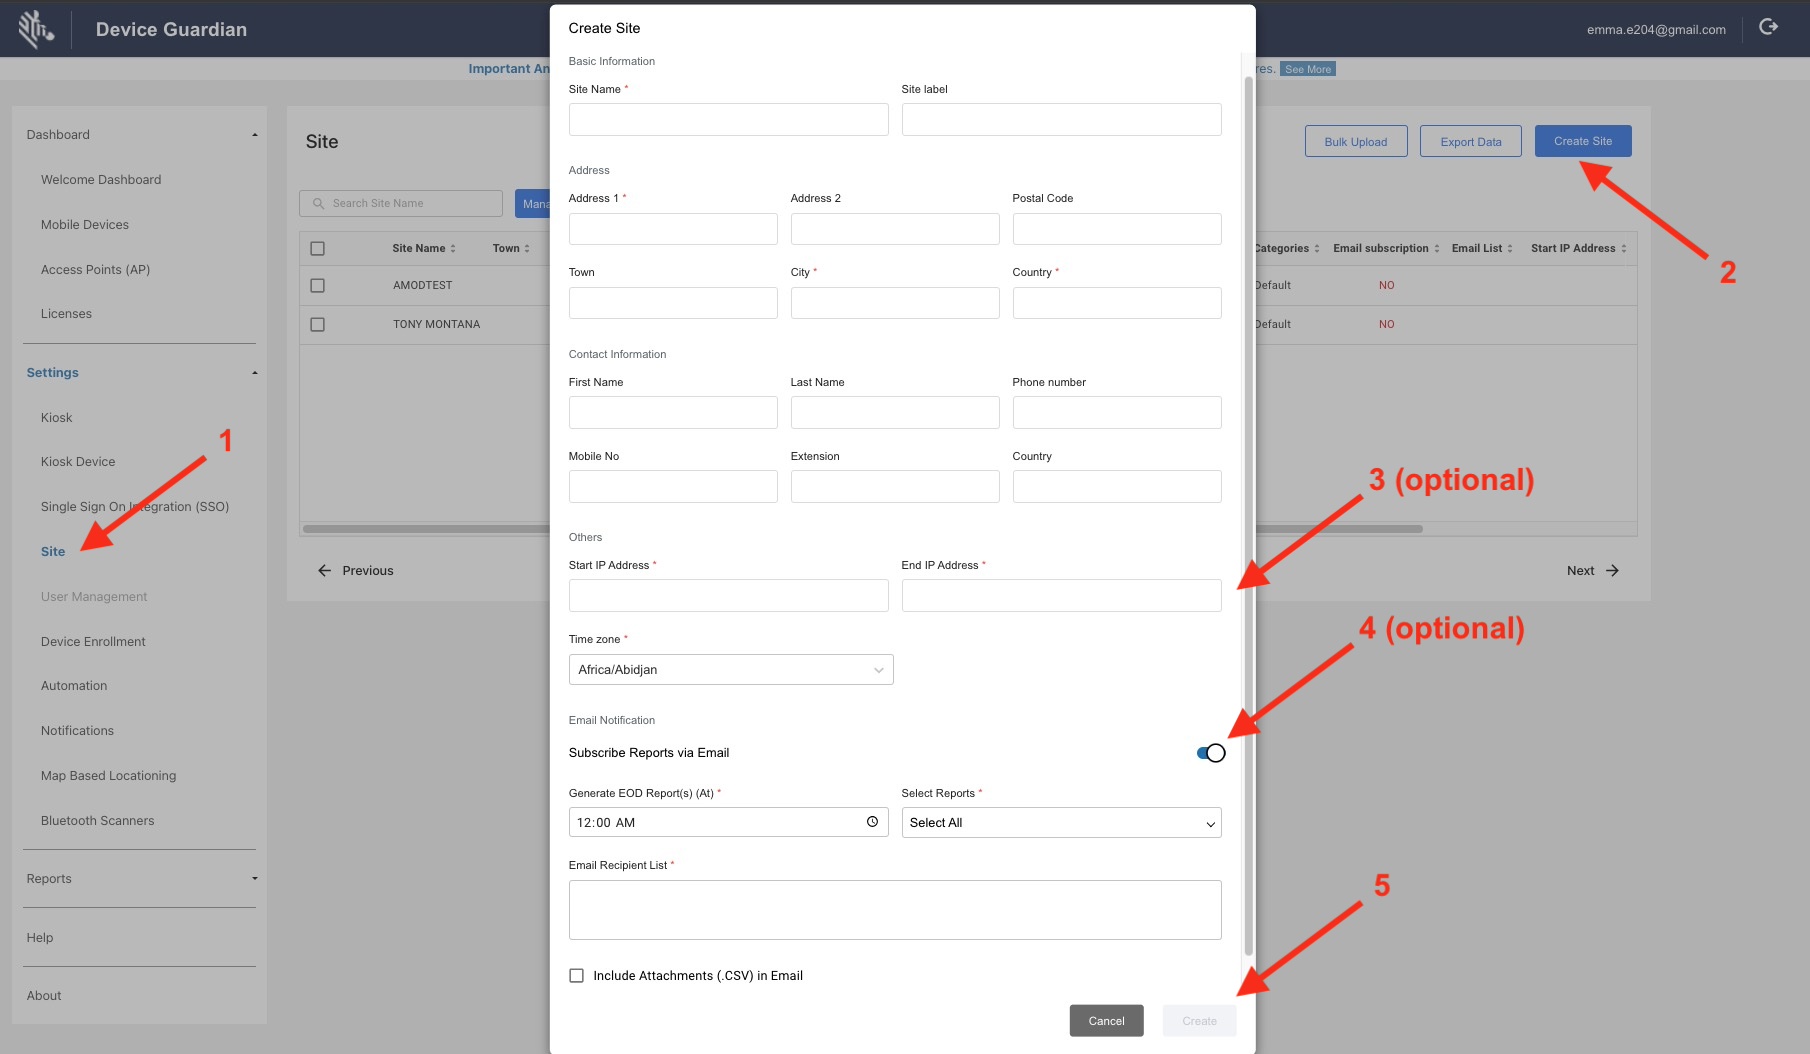 Device Guardian
emma.e204@gmail.com
Important An
res. See More
Dashboard
Welcome Dashboard
Mobile Devices
Access Points (AP)
Licenses
Settings
Kiosk
Kiosk Device
Single Sign On Integration (SSO)
Site
User Management
Device Enrollment
Automation
Notifications
Map Based Locationing
Bluetooth Scanners
Reports
Help
About
1
Site
Search Site Name
Mana
Site Name Town
AMODTEST
TONY MONTANA
Previous
Create Site
Basic Information
Site Name * Site label
Address
Address 1 * Address 2 Postal Code
Town City * Country *
Contact Information
First Name Last Name Phone number
Mobile No Extension Country
Others
Start IP Address * End IP Address *
Time zone *
Africa/Abidjan
Email Notification
Subscribe Reports via Email
Generate EOD Report(s) (At) * Select Reports *
12:00 AM Select All
Email Recipient List *
Include Attachments (.CSV) in Email
Cancel Create
Bulk Upload Export Data Create Site
2
Categories Email subscription Email List Start IP Address
Default NO
Default NO
3 (optional)
Next
4 (optional)
5